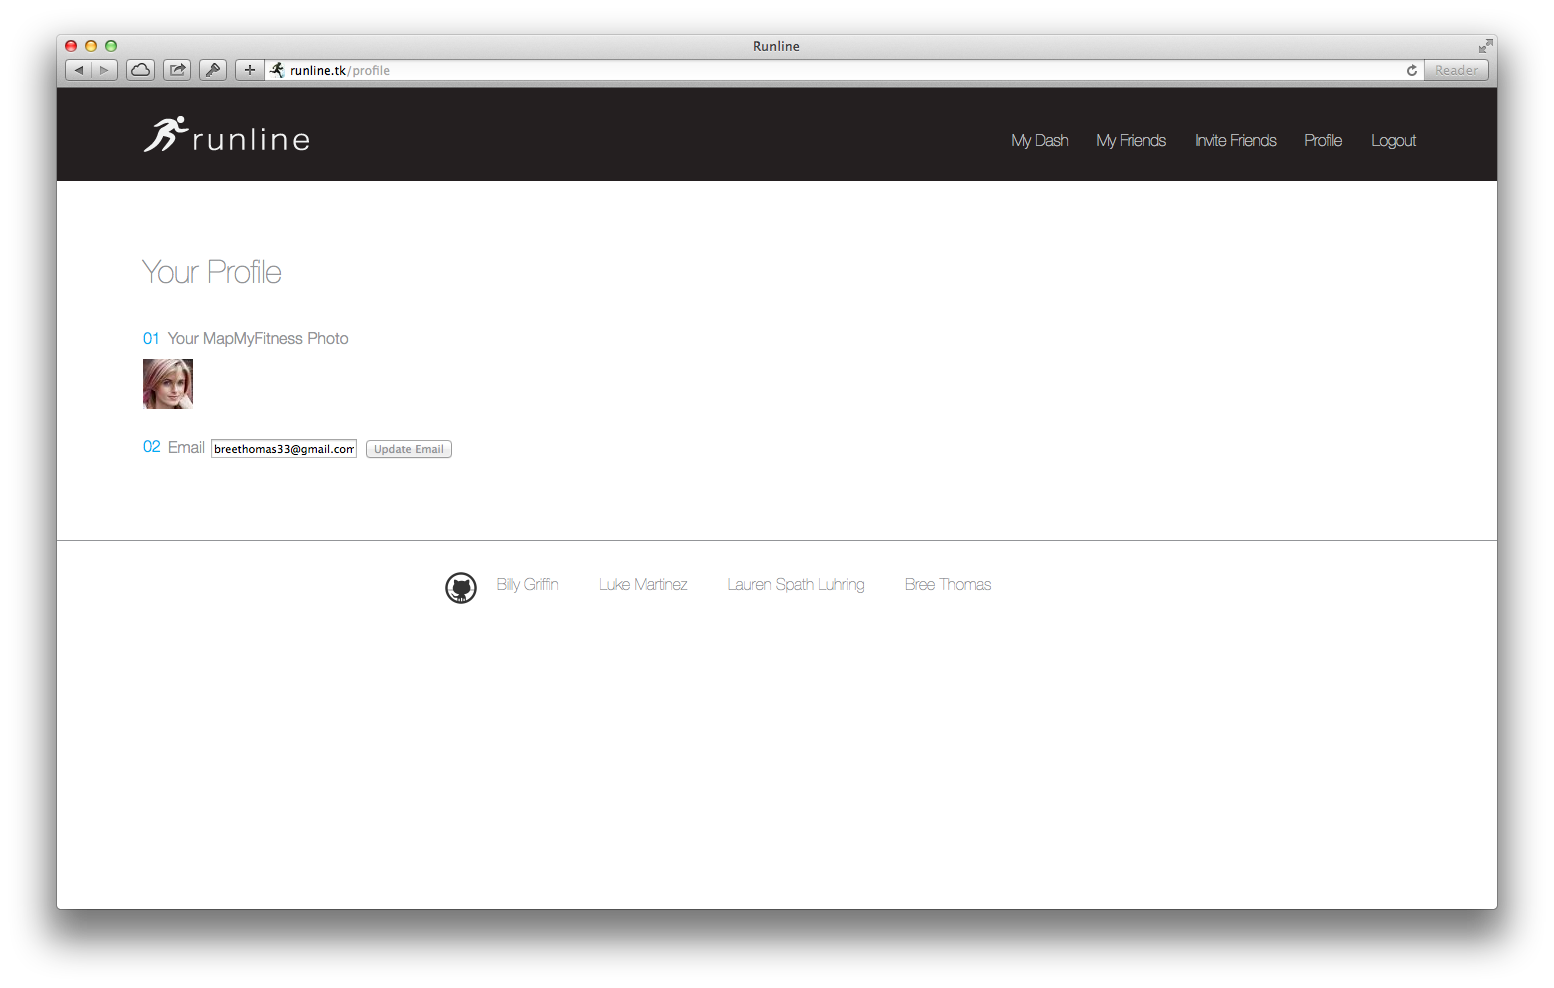 Runline
runline.tk/profile
Reader
runline
My Dash My Friends Invite Friends Profile Logout
Your Profile
01 Your MapMyFitness Photo
02 Email breethomas33@gmail.com Update Email
Billy Griffin Luke Martinez Lauren Spath Luhring Bree Thomas